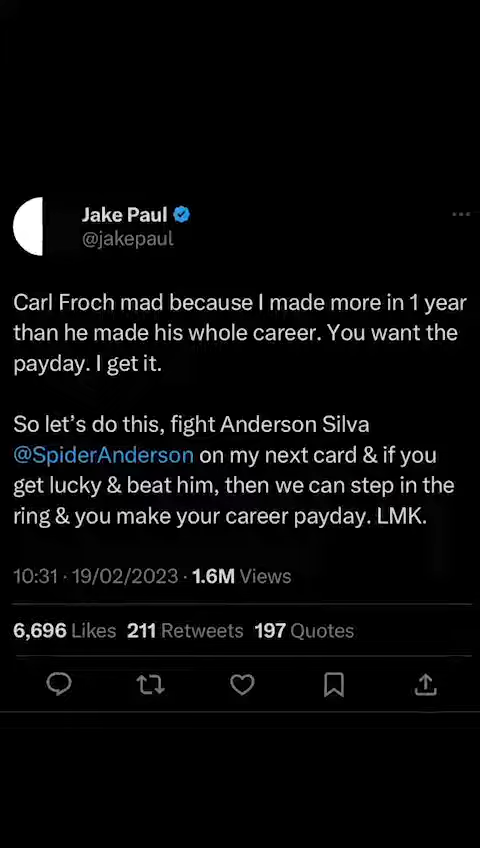 Jake Paul
@jakepaul
Carl Froch mad because I made more in 1 year
than he made his whole career. You want the
payday. I get it.
So let’s do this, fight Anderson Silva
@SpiderAnderson on my next card & if you
get lucky & beat him, then we can step in the
ring & you make your career payday. LMK.
10:31 · 19/02/2023 · 1.6M Views
6,696 Likes 211 Retweets 197 Quotes